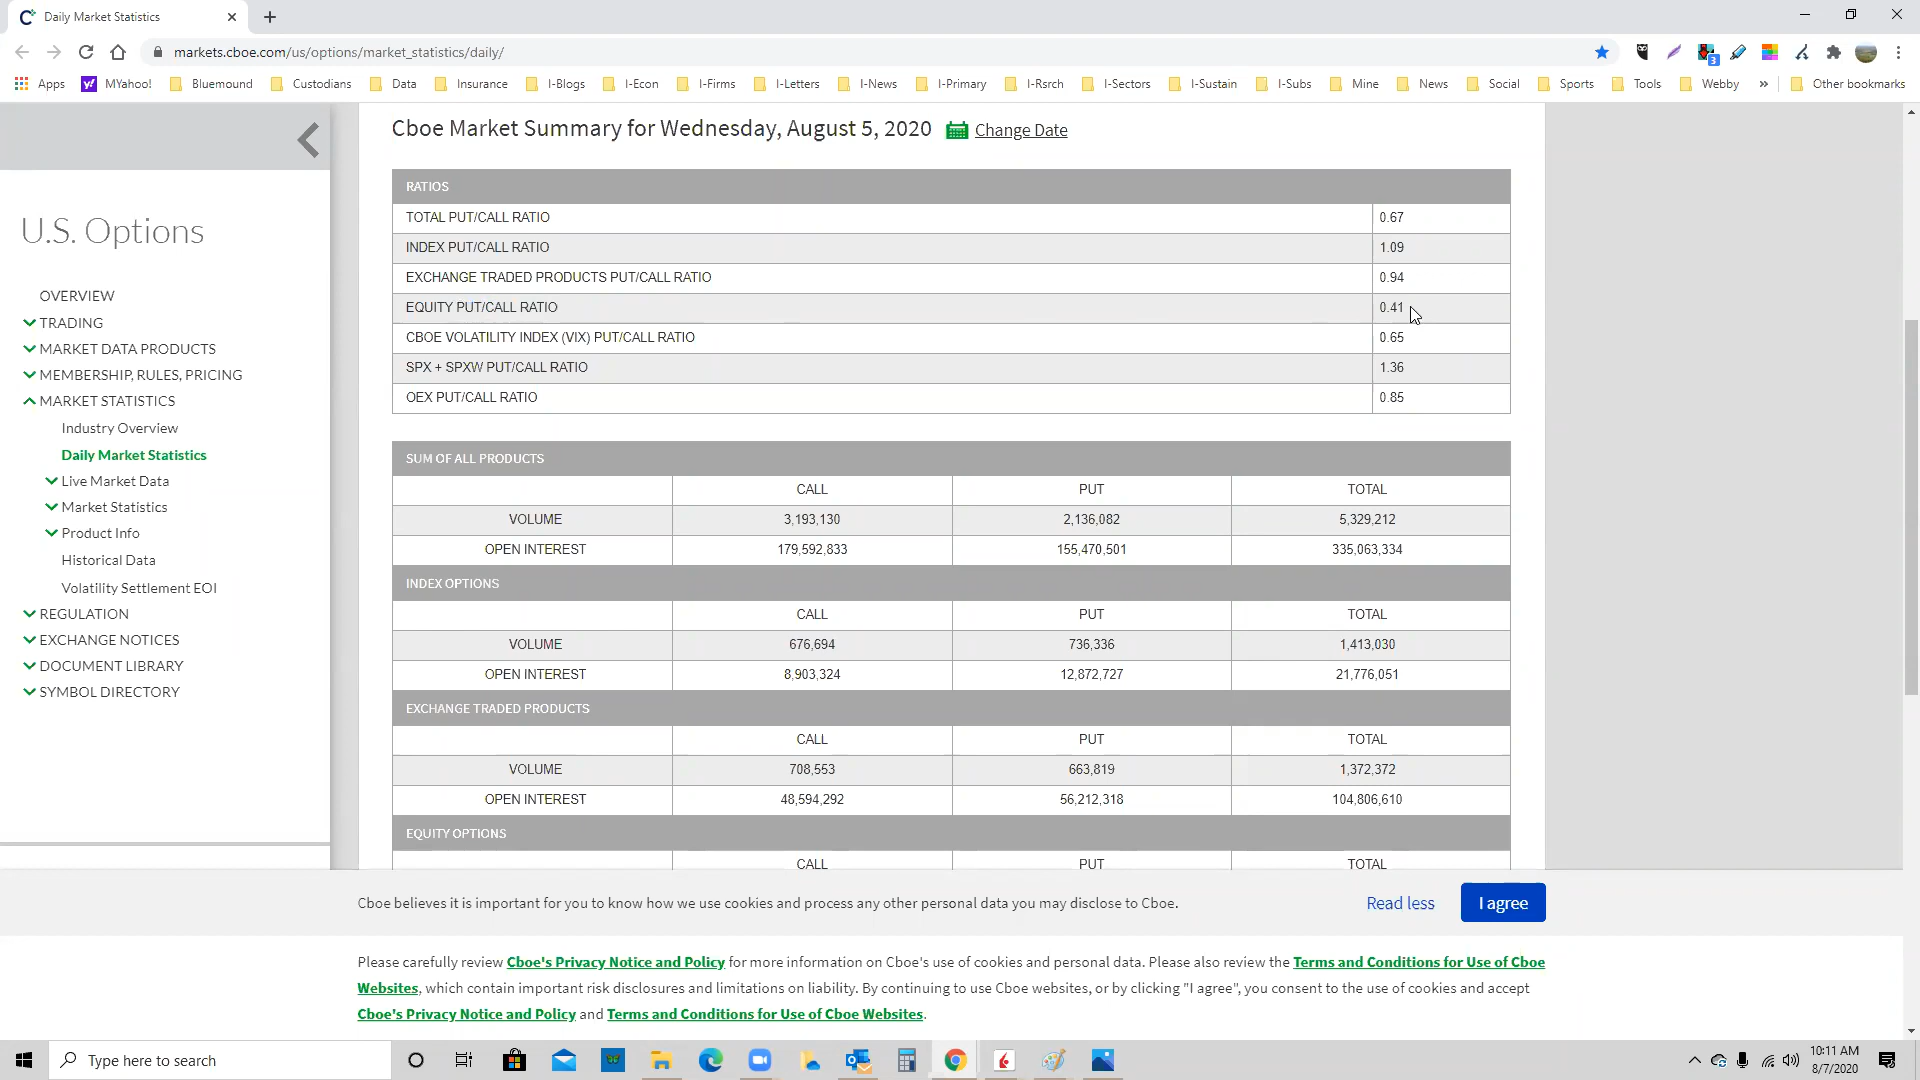 Daily Market Statistics
markets.cboe.com/us/options/market_statistics/daily/
Apps MYahoo! Bluemound Custodians Data Insurance I-Blogs I-Econ I-Firms I-Letters I-News I-Primary I-Rsrch I-Sectors I-Sustain I-Subs Mine News Social Sports Tools Webby » Other bookmarks
U.S. Options
OVERVIEW
TRADING
MARKET DATA PRODUCTS
MEMBERSHIP, RULES, PRICING
MARKET STATISTICS
Industry Overview
Daily Market Statistics
Live Market Data
Market Statistics
Product Info
Historical Data
Volatility Settlement EOI
REGULATION
EXCHANGE NOTICES
DOCUMENT LIBRARY
SYMBOL DIRECTORY
Cboe Market Summary for Wednesday, August 5, 2020 Change Date
RATIOS
TOTAL PUT/CALL RATIO 0.67
INDEX PUT/CALL RATIO 1.09
EXCHANGE TRADED PRODUCTS PUT/CALL RATIO 0.94
EQUITY PUT/CALL RATIO 0.41
CBOE VOLATILITY INDEX (VIX) PUT/CALL RATIO 0.65
SPX + SPXW PUT/CALL RATIO 1.36
OEX PUT/CALL RATIO 0.85
SUM OF ALL PRODUCTS
CALL PUT TOTAL
VOLUME 3,193,130 2,136,082 5,329,212
OPEN INTEREST 179,592,833 155,470,501 335,063,334
INDEX OPTIONS
CALL PUT TOTAL
VOLUME 676,694 736,336 1,413,030
OPEN INTEREST 8,903,324 12,872,727 21,776,051
EXCHANGE TRADED PRODUCTS
CALL PUT TOTAL
VOLUME 708,553 663,819 1,372,372
OPEN INTEREST 48,594,292 56,212,318 104,806,610
EQUITY OPTIONS
CALL PUT TOTAL
Cboe believes it is important for you to know how we use cookies and process any other personal data you may disclose to Cboe. Read less I agree
Please carefully review Cboe's Privacy Notice and Policy for more information on Cboe's use of cookies and personal data. Please also review the Terms and Conditions for Use of Cboe
Websites, which contain important risk disclosures and limitations on liability. By continuing to use Cboe websites, or by clicking "I agree", you consent to the use of cookies and accept
Cboe's Privacy Notice and Policy and Terms and Conditions for Use of Cboe Websites.
Type here to search
10:11 AM
8/7/2020